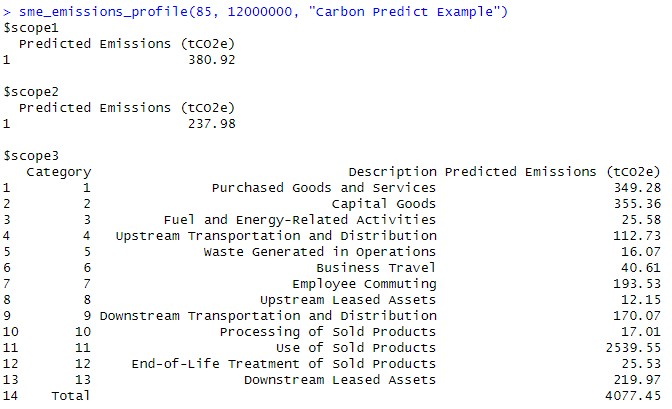 > sme_emissions_profile(85, 12000000, "Carbon Predict Example")
$scope1
Predicted Emissions (tCO2e)
1 380.92
$scope2
Predicted Emissions (tCO2e)
1 237.98
$scope3
Category Description Predicted Emissions (tCO2e)
1 1 Purchased Goods and Services 349.28
2 2 Capital Goods 355.36
3 3 Fuel and Energy-Related Activities 25.58
4 4 Upstream Transportation and Distribution 112.73
5 5 Waste Generated in Operations 16.07
6 6 Business Travel 40.61
7 7 Employee Commuting 193.53
8 8 Upstream Leased Assets 12.15
9 9 Downstream Transportation and Distribution 170.07
10 10 Processing of Sold Products 17.01
11 11 Use of Sold Products 2539.55
12 12 End-of-Life Treatment of Sold Products 25.53
13 13 Downstream Leased Assets 219.97
14 Total 4077.45